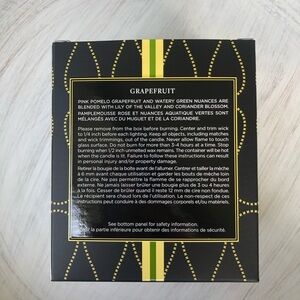 GRAPEFRUIT
PINK POMELO GRAPEFRUIT AND WATERY GREEN NUANCES ARE
BLENDED WITH LILY OF THE VALLEY AND CORIANDER BLOSSOM.
PAMPLEMOUSSE ROSE ET NUANCES AQUATIQUE VERTES SONT
MÉLANGÉS AVEC DU MUGUET ET DE LA CORIANDRE.
Please remove from the box before burning. Center and trim wick
to 1/4 inch before each lighting. Keep all objects, including matches
and wick trimmings, out of the candle. Never allow flame to touch
glass surface. Do not burn for more than 3-4 hours at a time. Stop
burning when 1/2 inch unmelted wax remains. The container will be hot
when the candle is lit. Failure to follow these instructions can result
in personal injury and/or property damage.
Retirer la bougie de la boite avant de l'allumer. Center et tailler la mèche
à 6 mm avant chaque utilisation et garder les bouts de mèche loin
de la cire. Ne pas permettre la flamme de se rapprocher du bord
externe. Ne jamais laisser brûler une bougie plus de 3 ou 4 heures
à la fois. Cesser de brûler quand il reste 12 mm de cire non fondue.
Le récipient sera chaud lors de l'utilisation. Le non-respect de ces
instructions peut conduire à des dommages corporels et/ou matériels.
See bottom panel for safety information.
Voir la partie inférieure pour obtenir des informations de sécurité.